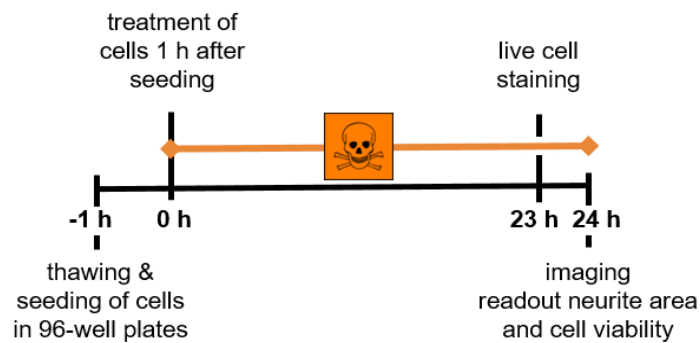 treatment of
cells 1 h after
seeding
live cell
staining
-1 h
0 h
23 h
24 h
thawing &
seeding of cells
in 96-well plates
imaging
readout neurite area
and cell viability